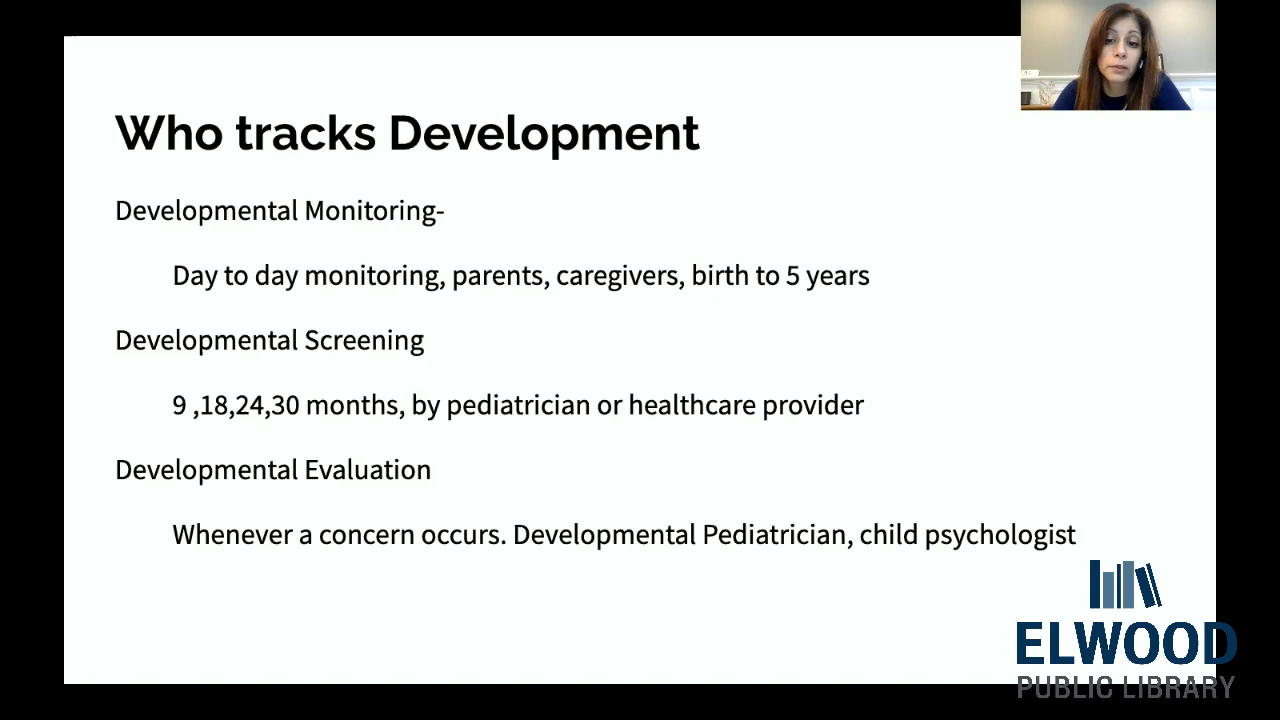 Who tracks Development
Developmental Monitoring-
Day to day monitoring, parents, caregivers, birth to 5 years
Developmental Screening
9 ,18,24,30 months, by pediatrician or healthcare provider
Developmental Evaluation
Whenever a concern occurs. Developmental Pediatrician, child psychologist
ELWOOD
PUBLIC LIBRARY